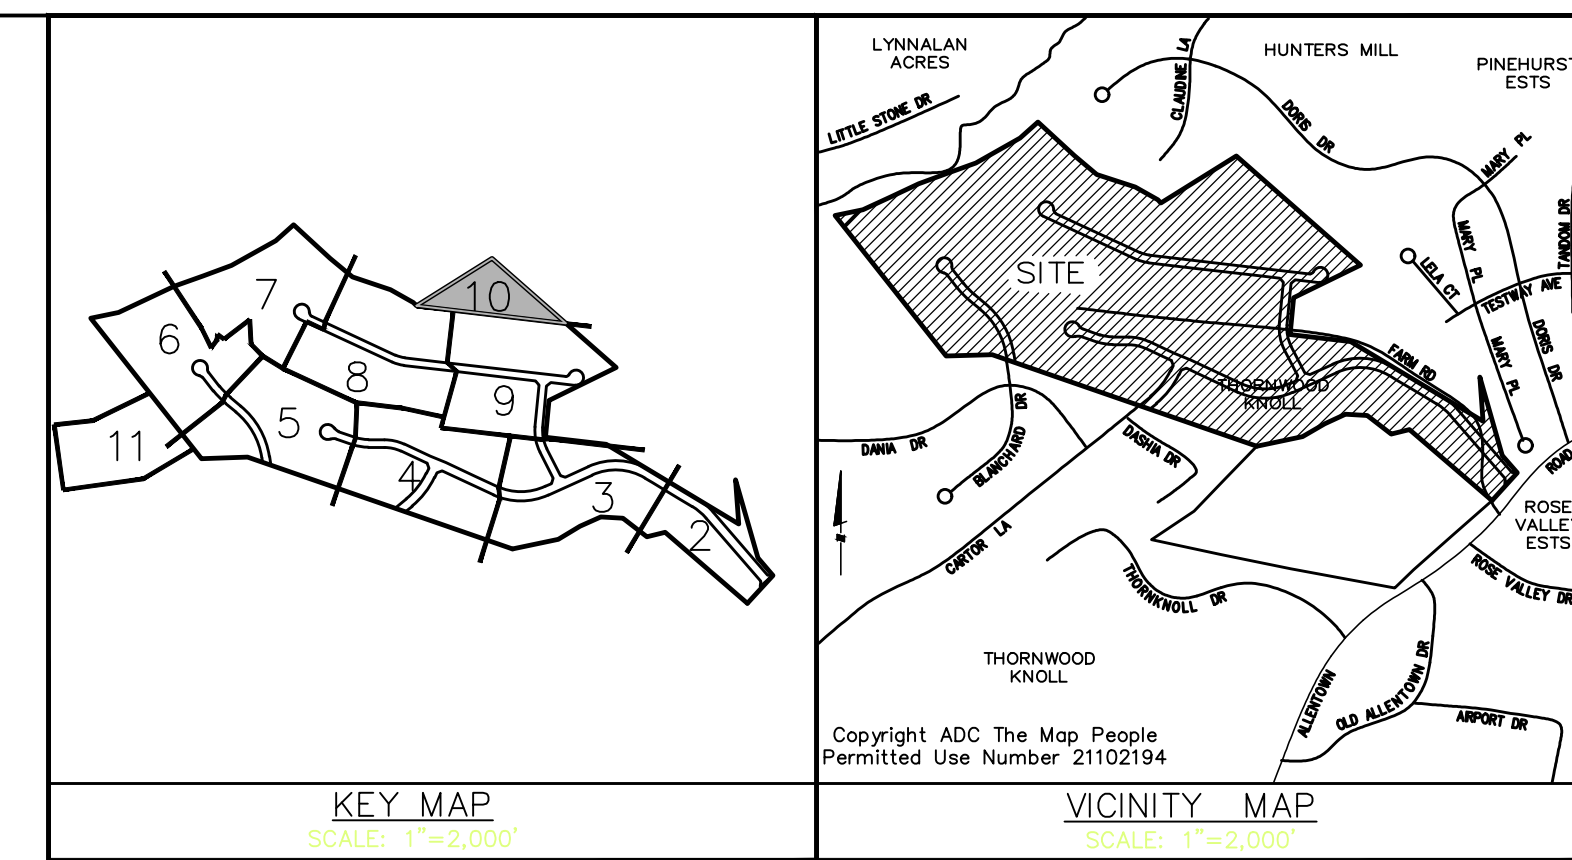 7
10
6
8
9
5
11
4
3
2
KEY MAP
SCALE: 1"=2,000'
LYNNALAN
ACRES
CLAUDINE LA
HUNTERS MILL
PINEHURST
ESTS
LITTLE STONE DR
DORIS DR
MARY PL
TANDOM DR
MARY PL
LELA CT
TESTWAY AVE
SITE
DORIS DR
MARY PL
FARM RD
THORNWOOD
KNOLL
DANIA DR
BLANCHARD DR
DASHIA DR
ROAD
ROSE
VALLEY
ESTS
CARTOR LA
THORNKNOLL DR
ROSE VALLEY DR
THORNWOOD
KNOLL
ALLENTOWN
OLD ALLENTOWN DR
AIRPORT DR
Copyright ADC The Map People
Permitted Use Number 21102194
VICINITY MAP
SCALE: 1"=2,000'